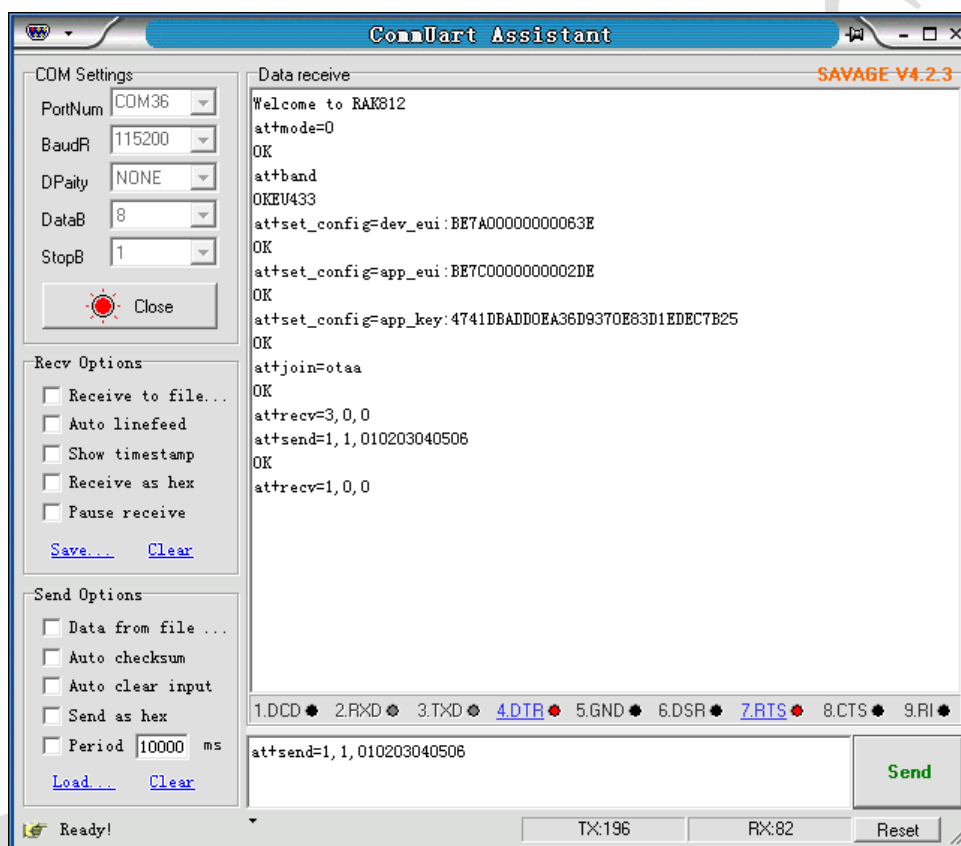 CommUart Assistant
COM Settings
PortNum COM36
BaudR 115200
DPaity NONE
DataB 8
StopB 1
Close
Recv Options
Receive to file...
Auto linefeed
Show timestamp
Receive as hex
Pause receive
Save... Clear
Send Options
Data from file ...
Auto checksum
Auto clear input
Send as hex
Period 10000 ms
Load... Clear
Data receive
SAVAGE V4.2.3
Welcome to RAK812
at+mode=0
OK
at+band
OKEU433
at+set_config=dev_eui:BE7A00000000063E
OK
at+set_config=app_eui:BE7C0000000002DE
OK
at+set_config=app_key:4741DBADD0EA36D9370E83D1EDEC7B25
OK
at+join=otaa
OK
at+recv=3,0,0
at+send=1,1,010203040506
OK
at+recv=1,0,0
1.DCD 2.RXD 3.TXD 4.DTR 5.GND 6.DSR 7.RTS 8.CTS 9.RI
at+send=1,1,010203040506
Send
Ready! TX:196 RX:82 Reset